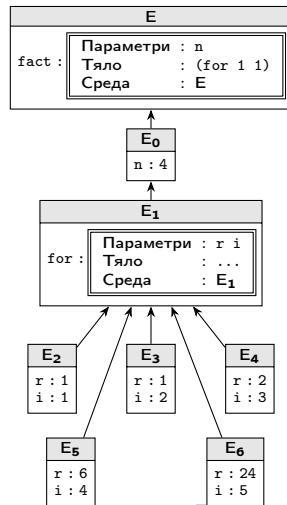 E
fact : Параметри : n
Тяло : (for 1 1)
Среда : E
E0
n : 4
E1
for : Параметри : r i
Тяло : ...
Среда : E1
E2
r : 1
i : 1
E3
r : 1
i : 2
E4
r : 2
i : 3
E5
r : 6
i : 4
E6
r : 24
i : 5